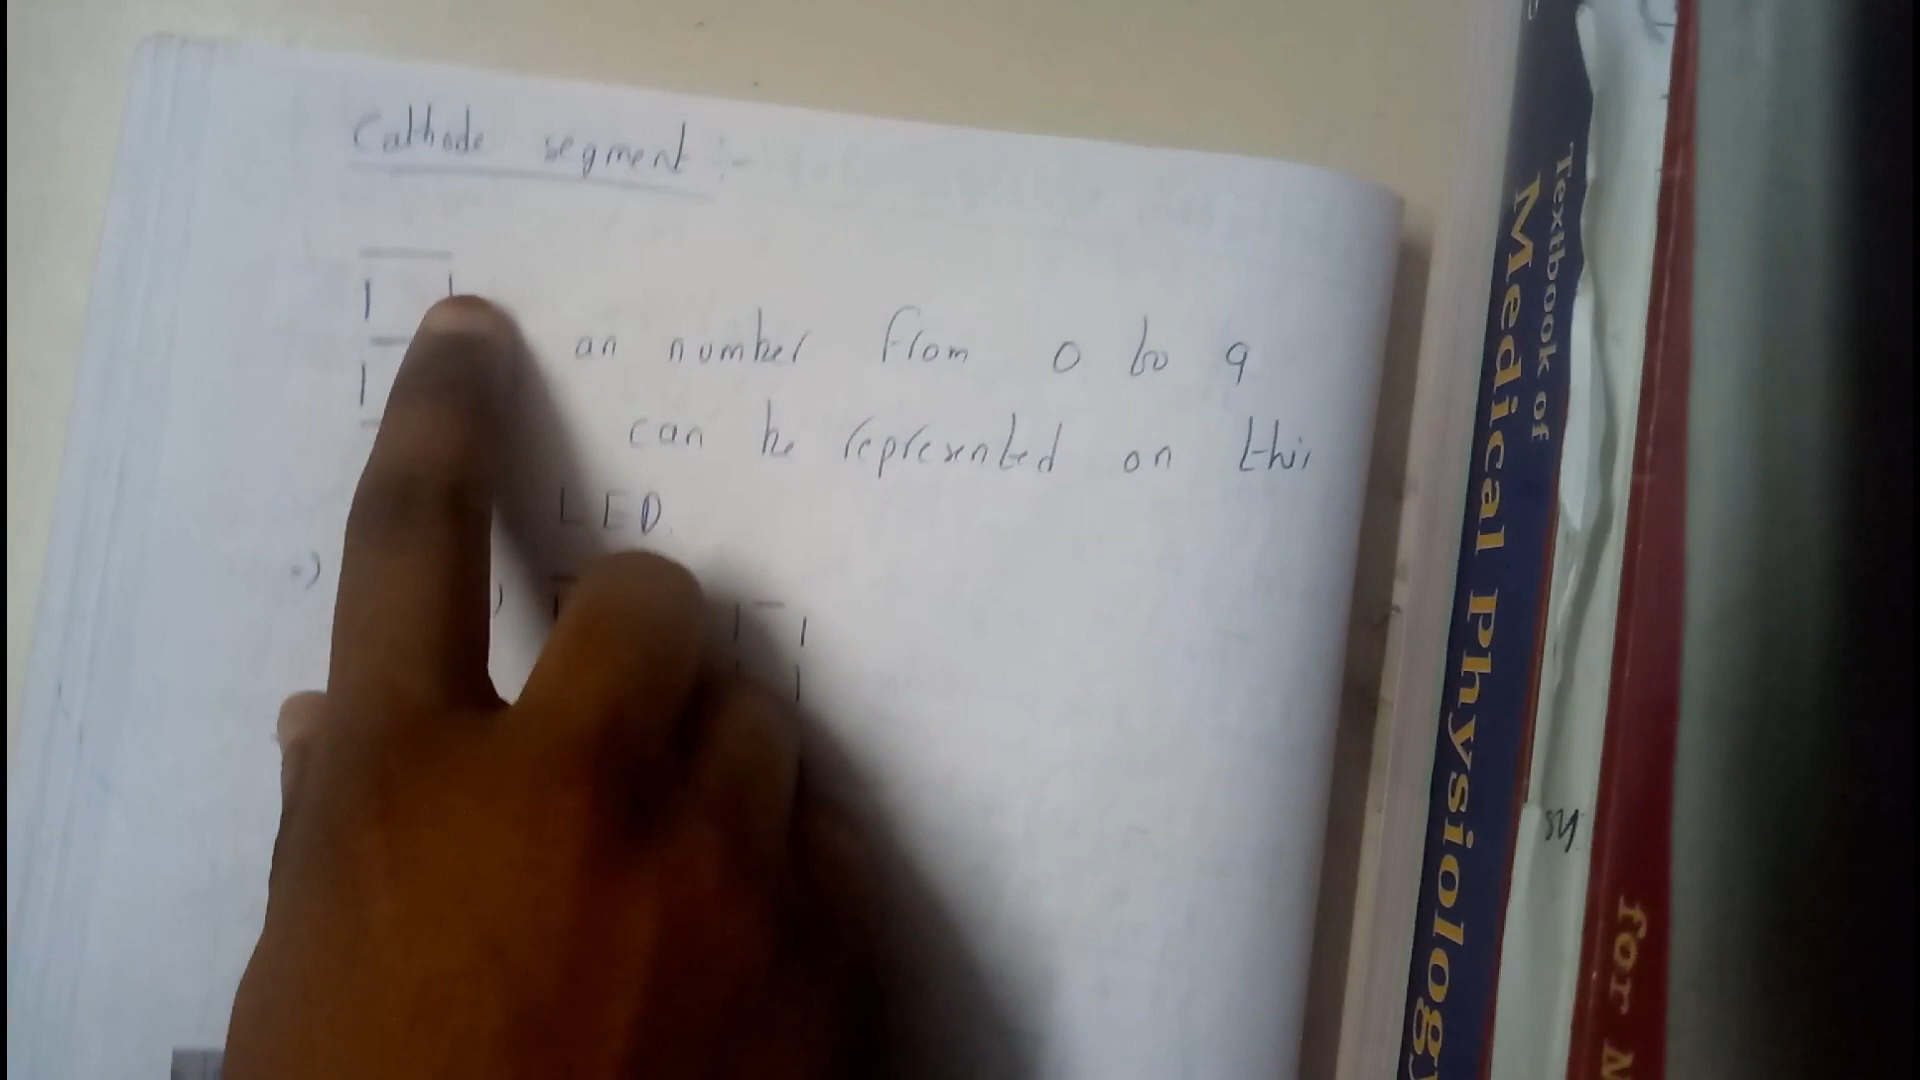 Cathode segment :-
an number from 0 to 9
can be represented on this
LED.
Textbook of
Medical Physiology
sy
for